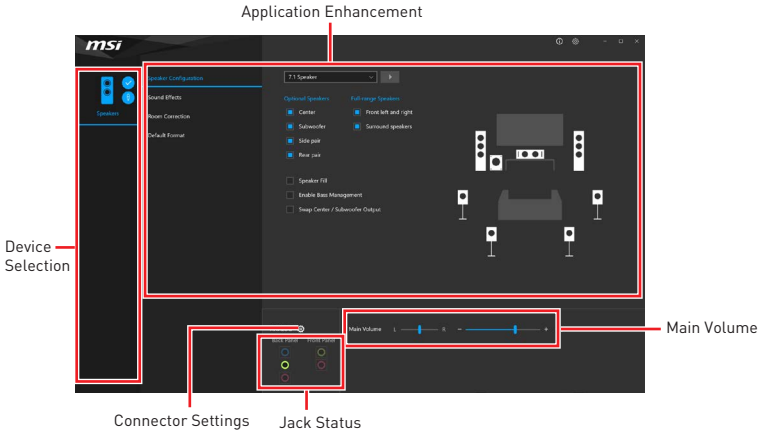 Application Enhancement
msi
Speaker Configuration
Sound Effects
Room Correction
Default Format
Speakers
7.1 Speaker
Optional Speakers
Full-range Speakers
Center
Front left and right
Subwoofer
Surround speakers
Side pair
Rear pair
Speaker Fill
Enable Bass Management
Swap Center / Subwoofer Output
Device
Selection
Main Volume
L
R
Back Panel
Front Panel
Main Volume
Connector Settings
Jack Status